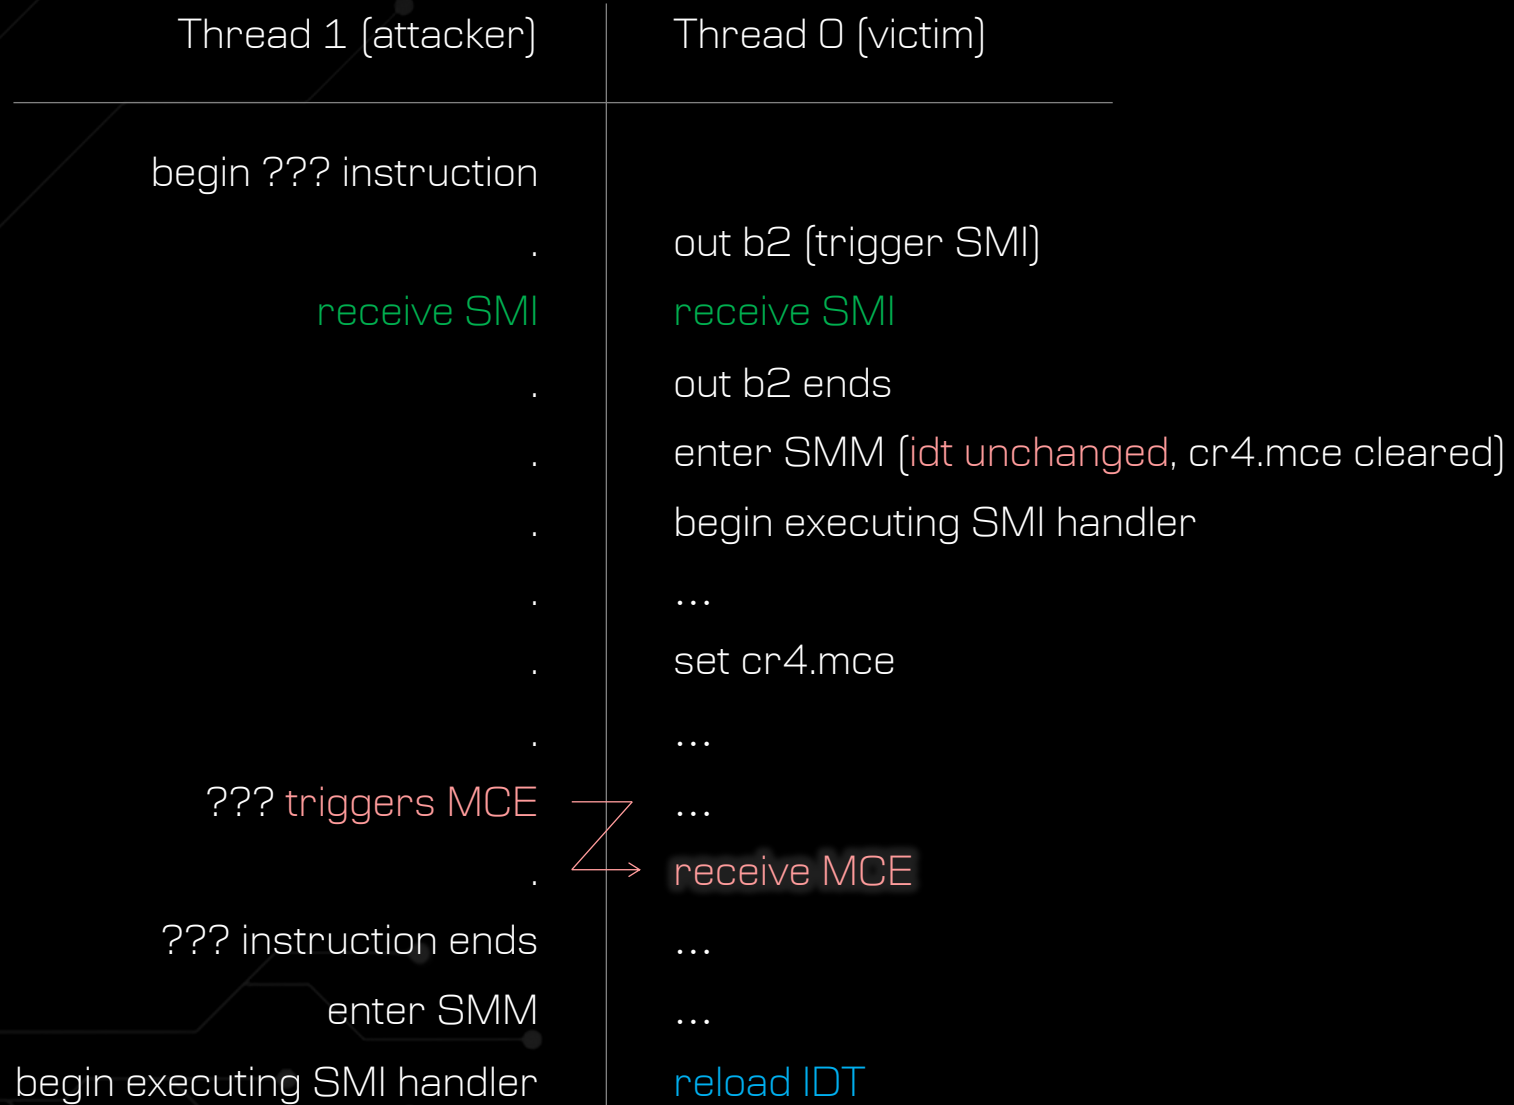 Thread 1 (attacker) Thread 0 (victim)
begin ??? instruction
. out b2 (trigger SMI)
receive SMI receive SMI
. out b2 ends
. enter SMM (idt unchanged, cr4.mce cleared)
. begin executing SMI handler
. ...
. set cr4.mce
. ...
??? triggers MCE ...
. receive MCE
??? instruction ends ...
enter SMM ...
begin executing SMI handler reload IDT